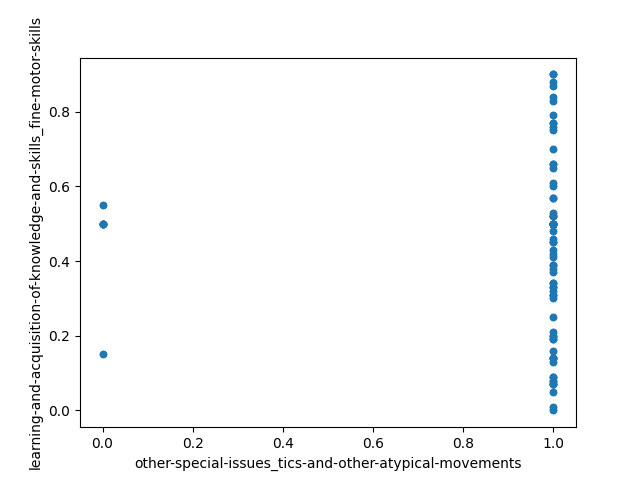 learning-and-acquisition-of-knowledge-and-skills_fine-motor-skills
0.8
0.6
0.4
0.2
0.0
0.0 0.2 0.4 0.6 0.8 1.0
other-special-issues_tics-and-other-atypical-movements